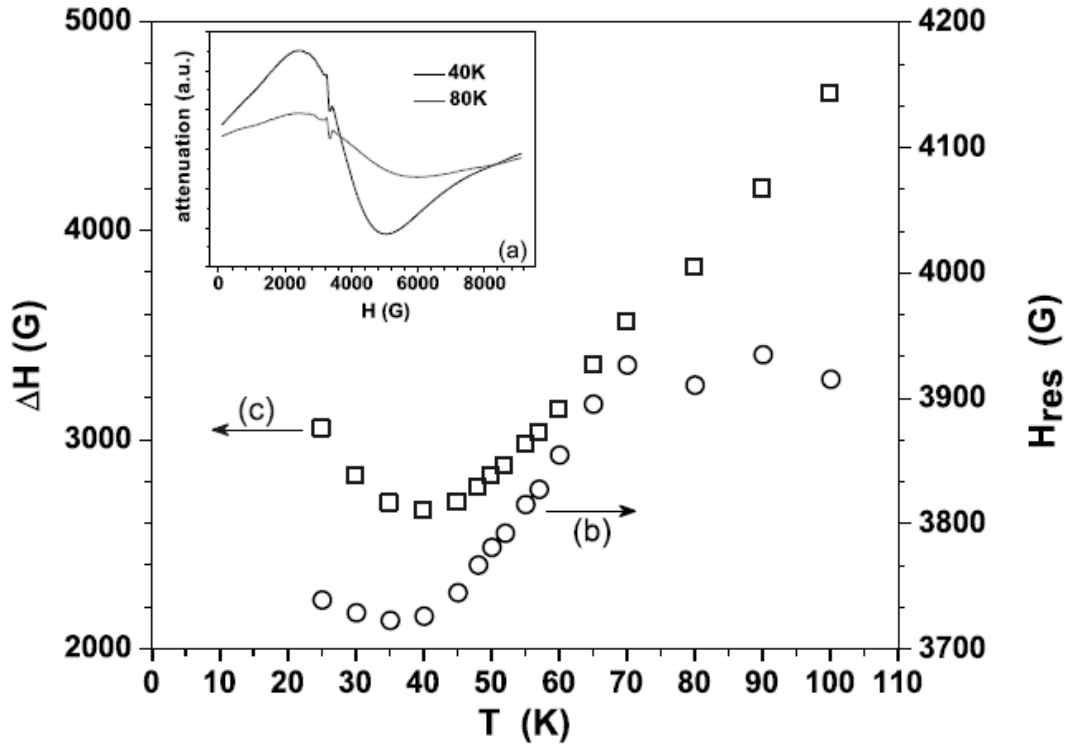 5000
4000
3000
2000
ΔH (G)
4200
4100
4000
3900
3800
3700
Hres (G)
attenuation (a.u.)
40K
80K
(a)
0 2000 4000 6000 8000
H (G)
(c)
(b)
0 10 20 30 40 50 60 70 80 90 100 110
T (K)